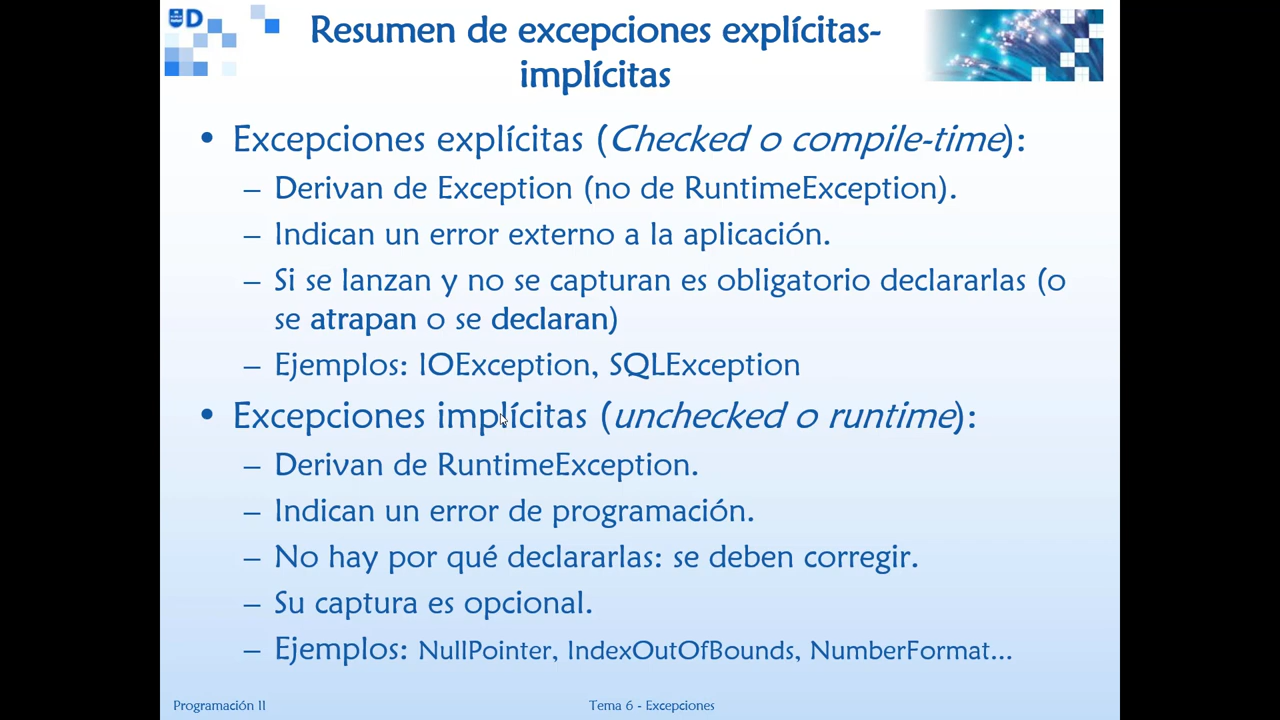 Resumen de excepciones explícitas-
implícitas
• Excepciones explícitas (Checked o compile-time):
– Derivan de Exception (no de RuntimeException).
– Indican un error externo a la aplicación.
– Si se lanzan y no se capturan es obligatorio declararlas (o
se atrapan o se declaran)
– Ejemplos: IOException, SQLException
• Excepciones implícitas (unchecked o runtime):
– Derivan de RuntimeException.
– Indican un error de programación.
– No hay por qué declararlas: se deben corregir.
– Su captura es opcional.
– Ejemplos: NullPointer, IndexOutOfBounds, NumberFormat...
Programación II
Tema 6 - Excepciones